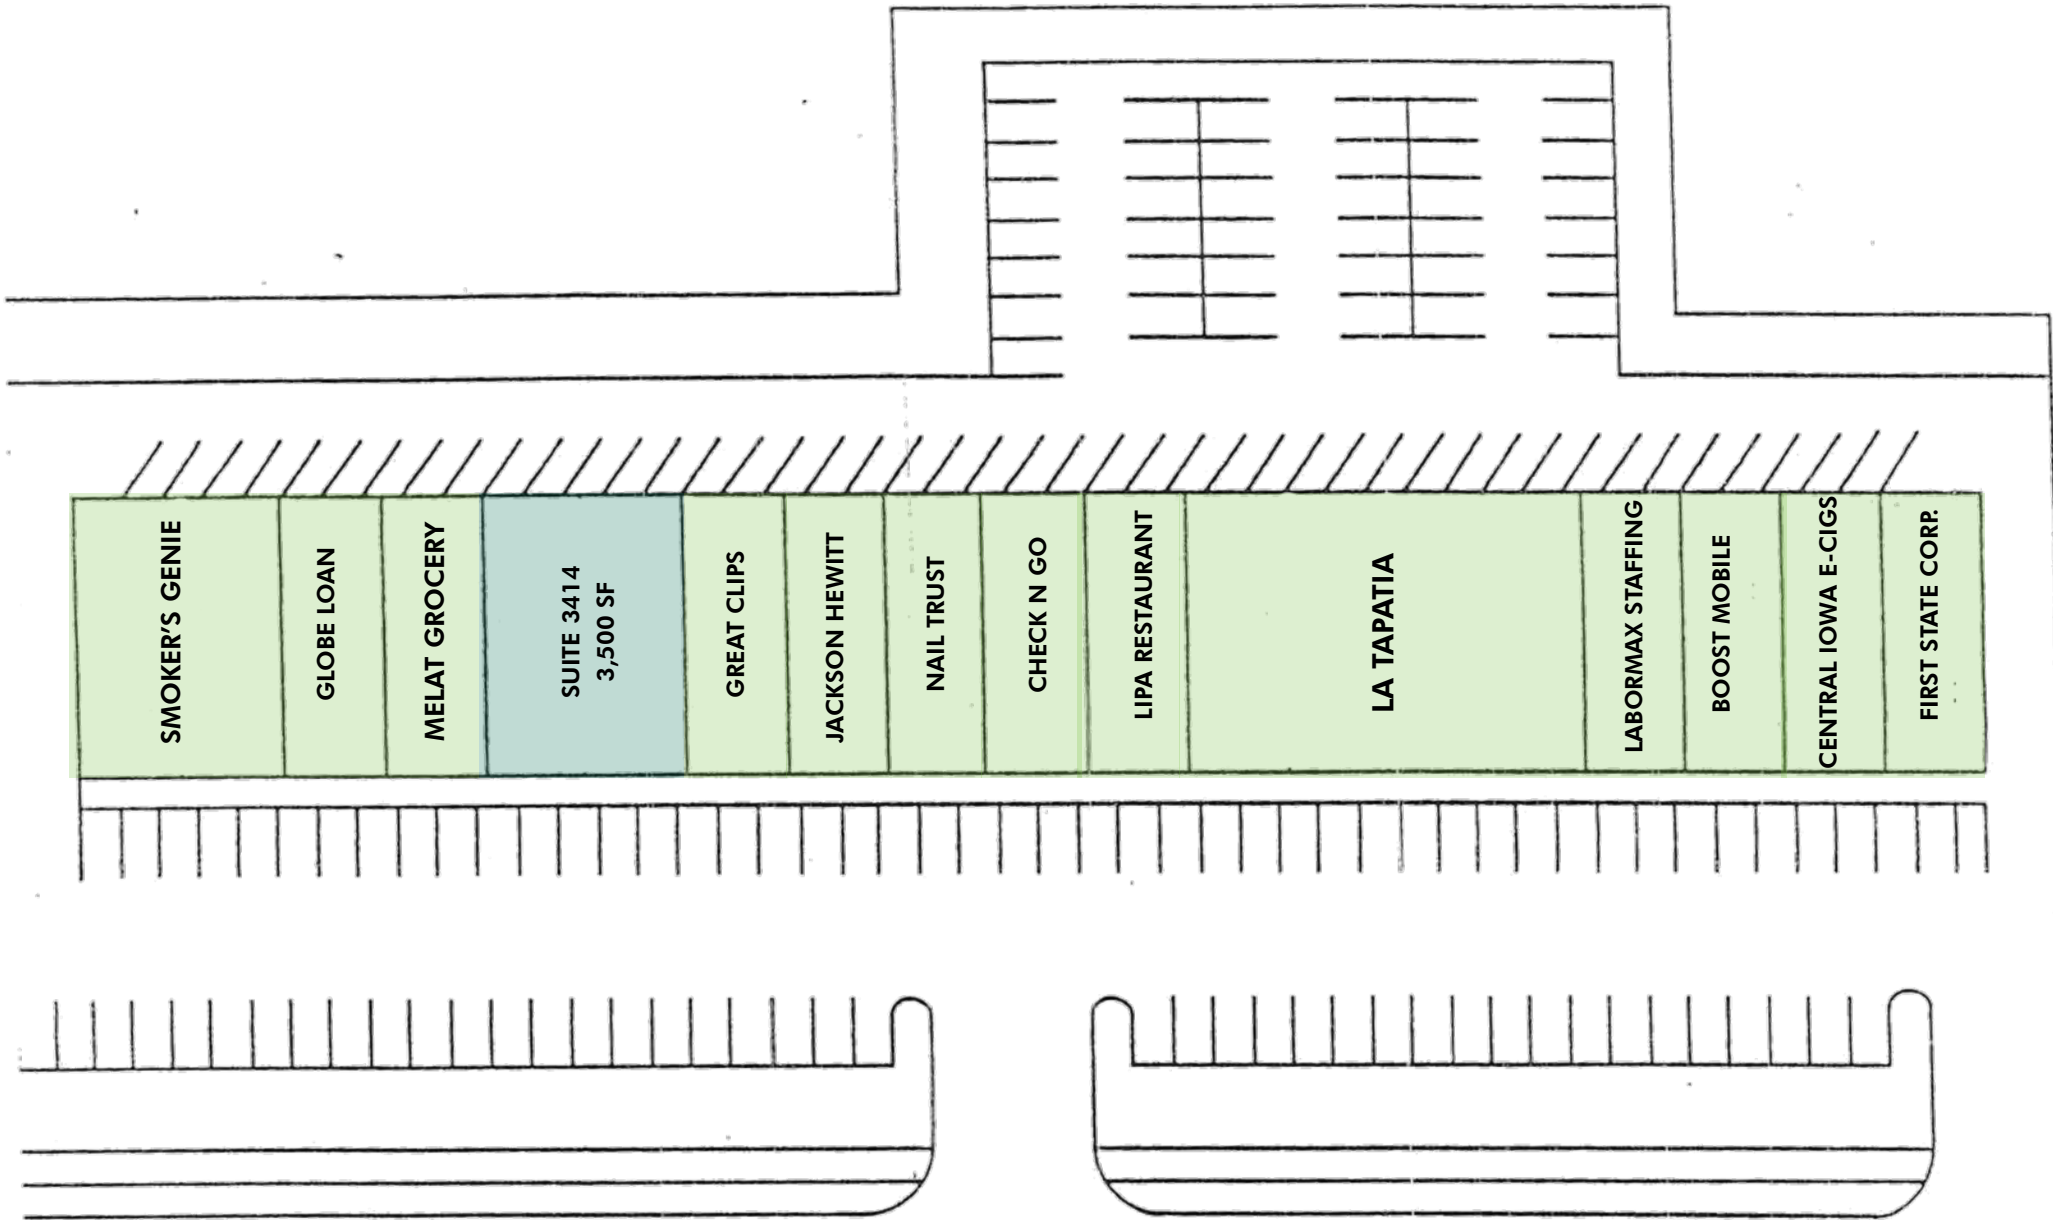 SMOKER'S GENIE
GLOBE LOAN
MELAT GROCERY
SUITE 3414
3,500 SF
GREAT CLIPS
JACKSON HEWITT
NAIL TRUST
CHECK N GO
LIPA RESTAURANT
LA TAPATIA
LABORMAX STAFFING
BOOST MOBILE
CENTRAL IOWA E-CIGS
FIRST STATE CORP.